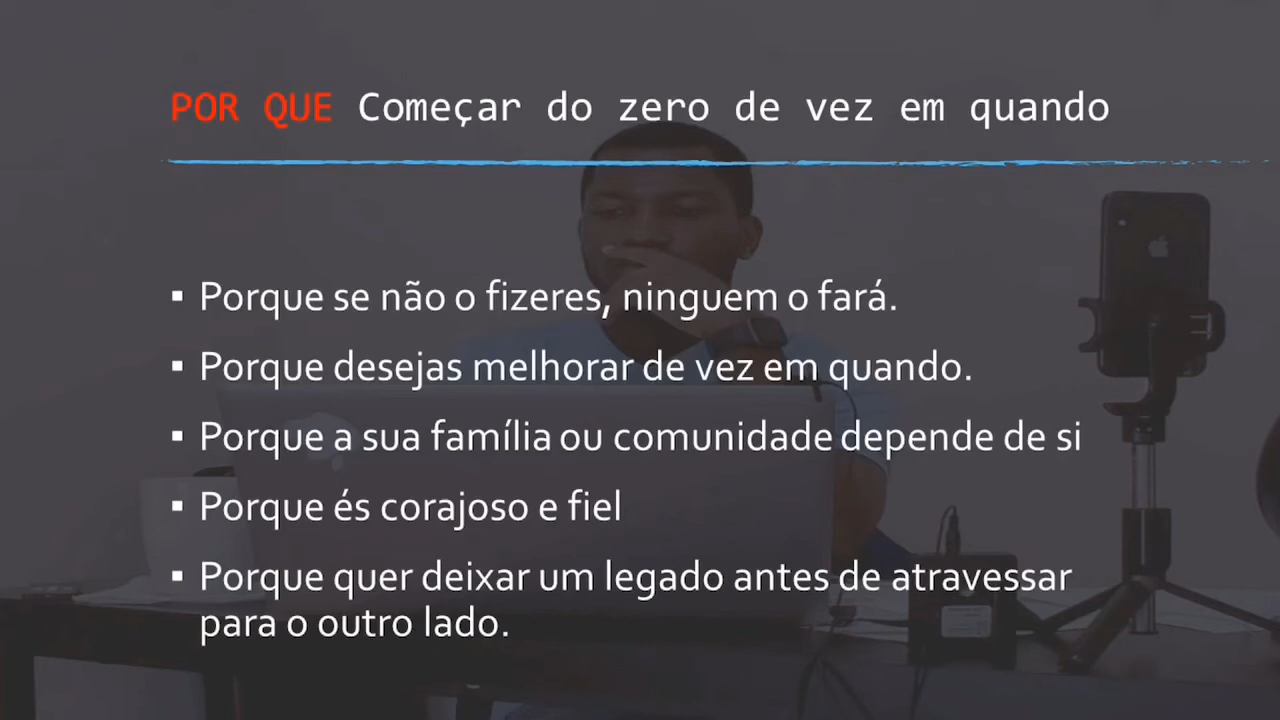 POR QUE Começar do zero de vez em quando
▪ Porque se não o fizeres, ninguem o fará.
▪ Porque desejas melhorar de vez em quando.
▪ Porque a sua família ou comunidade depende de si
▪ Porque és corajoso e fiel
▪ Porque quer deixar um legado antes de atravessar
para o outro lado.